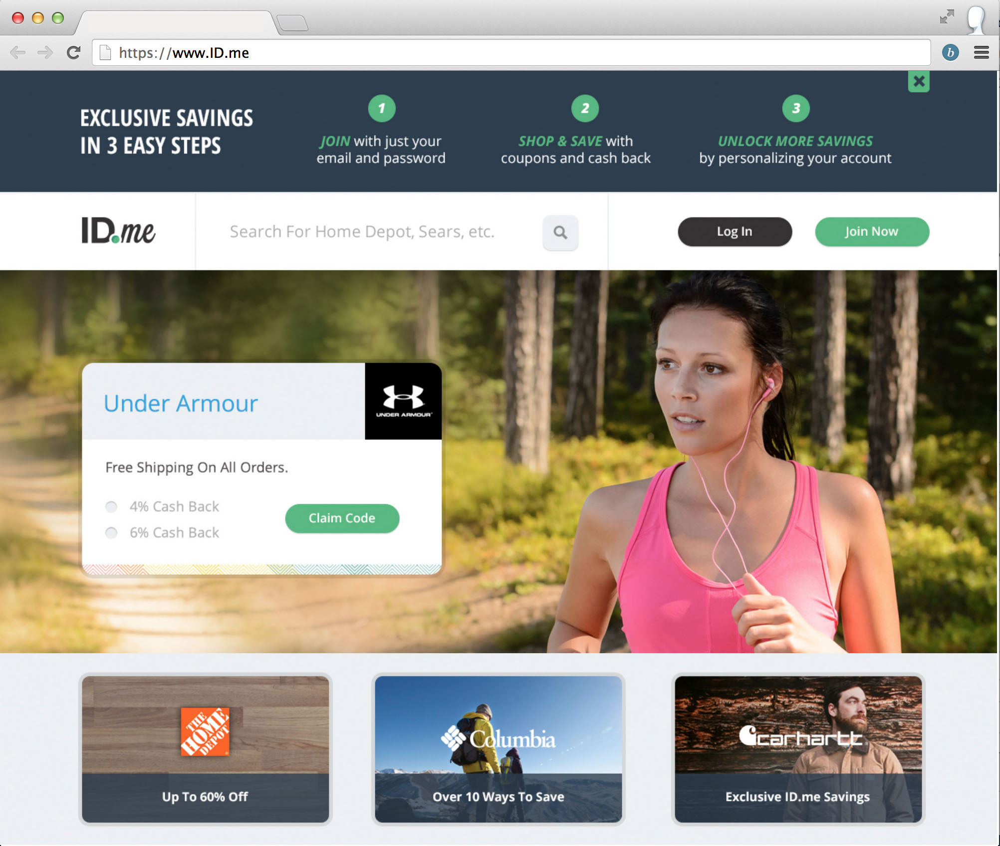 https://www.ID.me
b
EXCLUSIVE SAVINGS
IN 3 EASY STEPS
1
JOIN with just your
email and password
2
SHOP & SAVE with
coupons and cash back
3
UNLOCK MORE SAVINGS
by personalizing your account
ID.me
Search For Home Depot, Sears, etc.
Log In
Join Now
Under Armour
UNDER ARMOUR
Free Shipping On All Orders.
4% Cash Back
6% Cash Back
Claim Code
THE
HOME
DEPOT
Up To 60% Off
Columbia
Over 10 Ways To Save
carhartt
Exclusive ID.me Savings